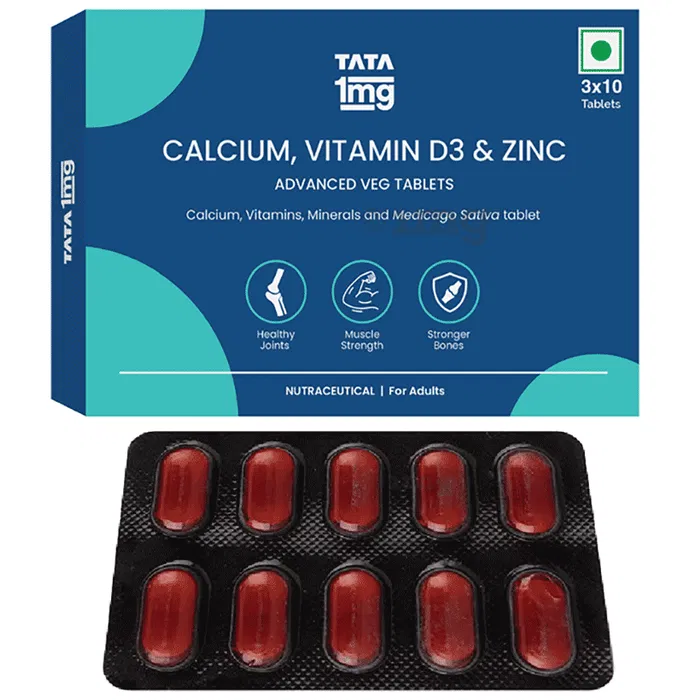 TATA
1mg
3x10
Tablets
CALCIUM, VITAMIN D3 & ZINC
ADVANCED VEG TABLETS
Calcium, Vitamins, Minerals and Medicago Sativa tablet
Healthy
Joints
Muscle
Strength
Stronger
Bones
NUTRACEUTICAL | For Adults
TATA 1mg